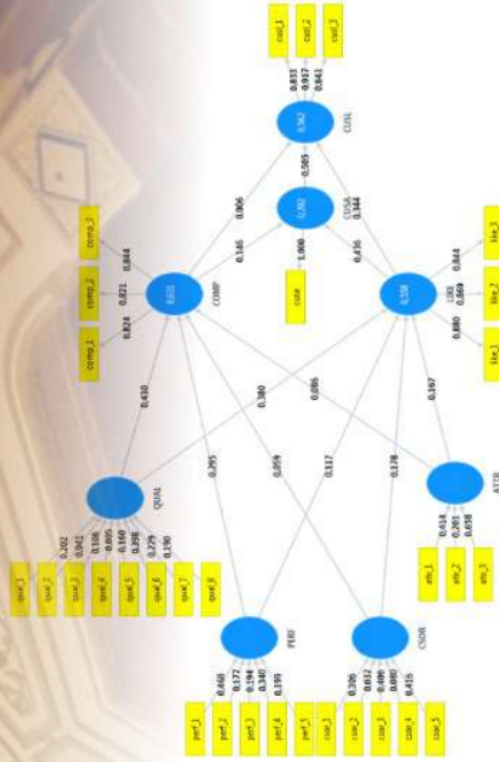 qual_1
qual_2
qual_3
qual_4
qual_5
qual_6
qual_7
qual_8
0.202
0.041
0.106
0.005
0.160
0.398
0.229
0.190
QUAL
comp_1
comp_2
comp_3
0.824
0.821
0.844
0.631
COMP
0.430
perf_1
perf_2
perf_3
perf_4
perf_5
0.468
0.177
0.194
0.340
0.199
PERF
0.295
0.380
0.059
0.117
0.086
0.178
0.167
0.006
0.146
cusa
1.000
0.292
CUSA
0.505
0.562
CUSL
0.833
0.917
0.843
cusl_1
cusl_2
cusl_3
0.436
0.344
csor_1
csor_2
csor_3
csor_4
csor_5
0.306
0.037
0.406
0.080
0.416
CSOR
attr_1
attr_2
attr_3
0.414
0.201
0.658
ATTR
0.558
LIKE
0.880
0.869
0.844
like_1
like_2
like_3